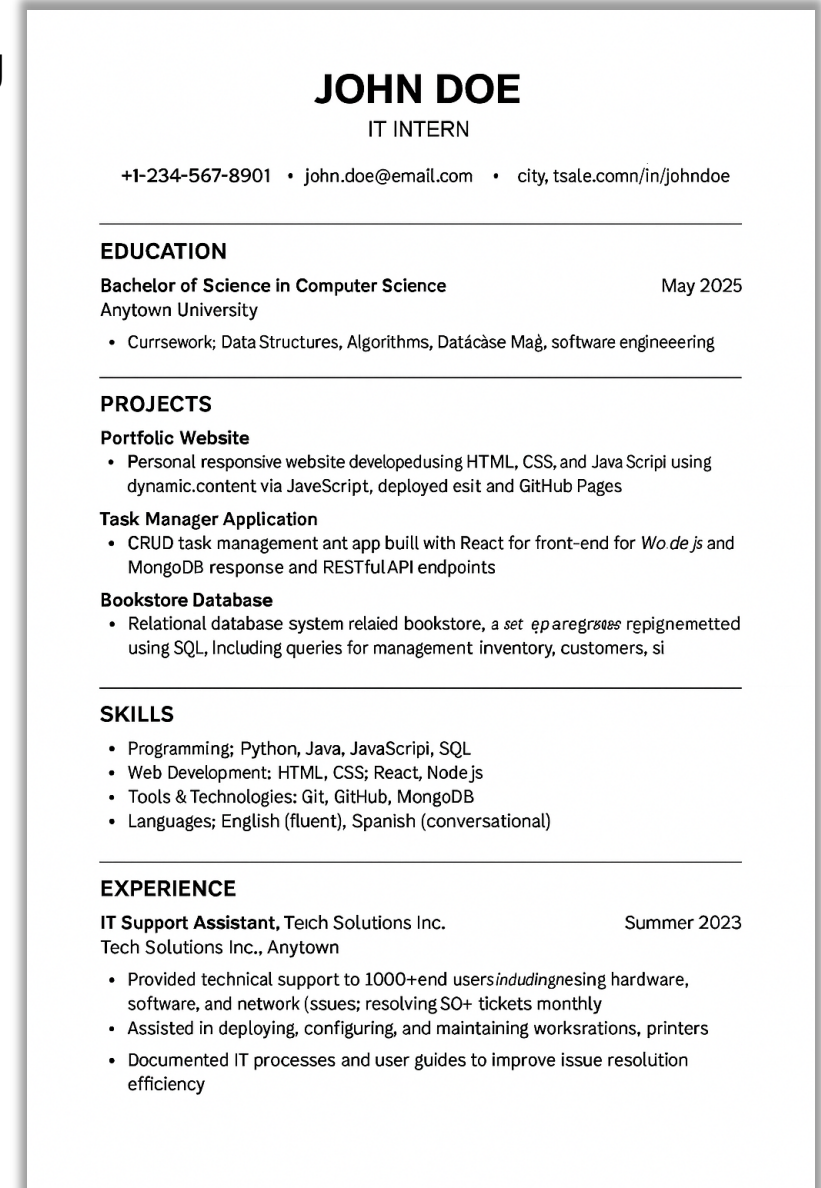 JOHN DOE
IT INTERN
+1-234-567-8901 • john.doe@email.com • city, tsale.comn/in/johndoe
EDUCATION
Bachelor of Science in Computer Science May 2025
Anytown University
• Currsework; Data Structures, Algorithms, Datácàse Mag̀, software engineeering
PROJECTS
Portfolic Website
• Personal responsive website developedusing HTML, CSS, and Java Scripi using
dynamic.content via JaveScript, deployed esit and GitHub Pages
Task Manager Application
• CRUD task management ant app buill with React for front-end for Wo.de js and
MongoDB response and RESTfulAPI endpoints
Bookstore Database
• Relational database system relaied bookstore, a set repignemetted
using SQL, Including queries for management inventory, customers, si
SKILLS
• Programming; Python, Java, JavaScripi, SQL
• Web Development: HTML, CSS; React, Node js
• Tools & Technologies: Git, GitHub, MongoDB
• Languages; English (fluent), Spanish (conversational)
EXPERIENCE
IT Support Assistant, Teıch Solutions Inc. Summer 2023
Tech Solutions Inc., Anytown
• Provided technical support to 1000+end usersindudingnesing hardware,
software, and network (ssues; resolving SO+ tickets monthly
• Assisted in deploying, configuring, and maintaining worksrations, printers
• Documented IT processes and user guides to improve issue resolution
efficiency